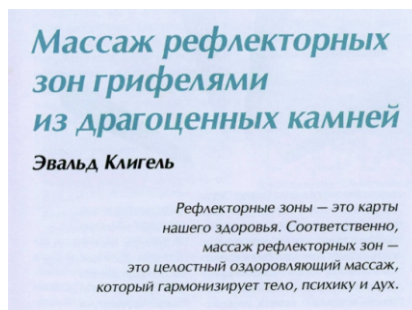 Массаж рефлекторных
зон грифелями
из драгоценных камней
Эвальд Клигель
Рефлекторные зоны — это карты
нашего здоровья. Соответственно,
массаж рефлекторных зон —
это целостный оздоровляющий массаж,
который гармонизирует тело, психику и дух.